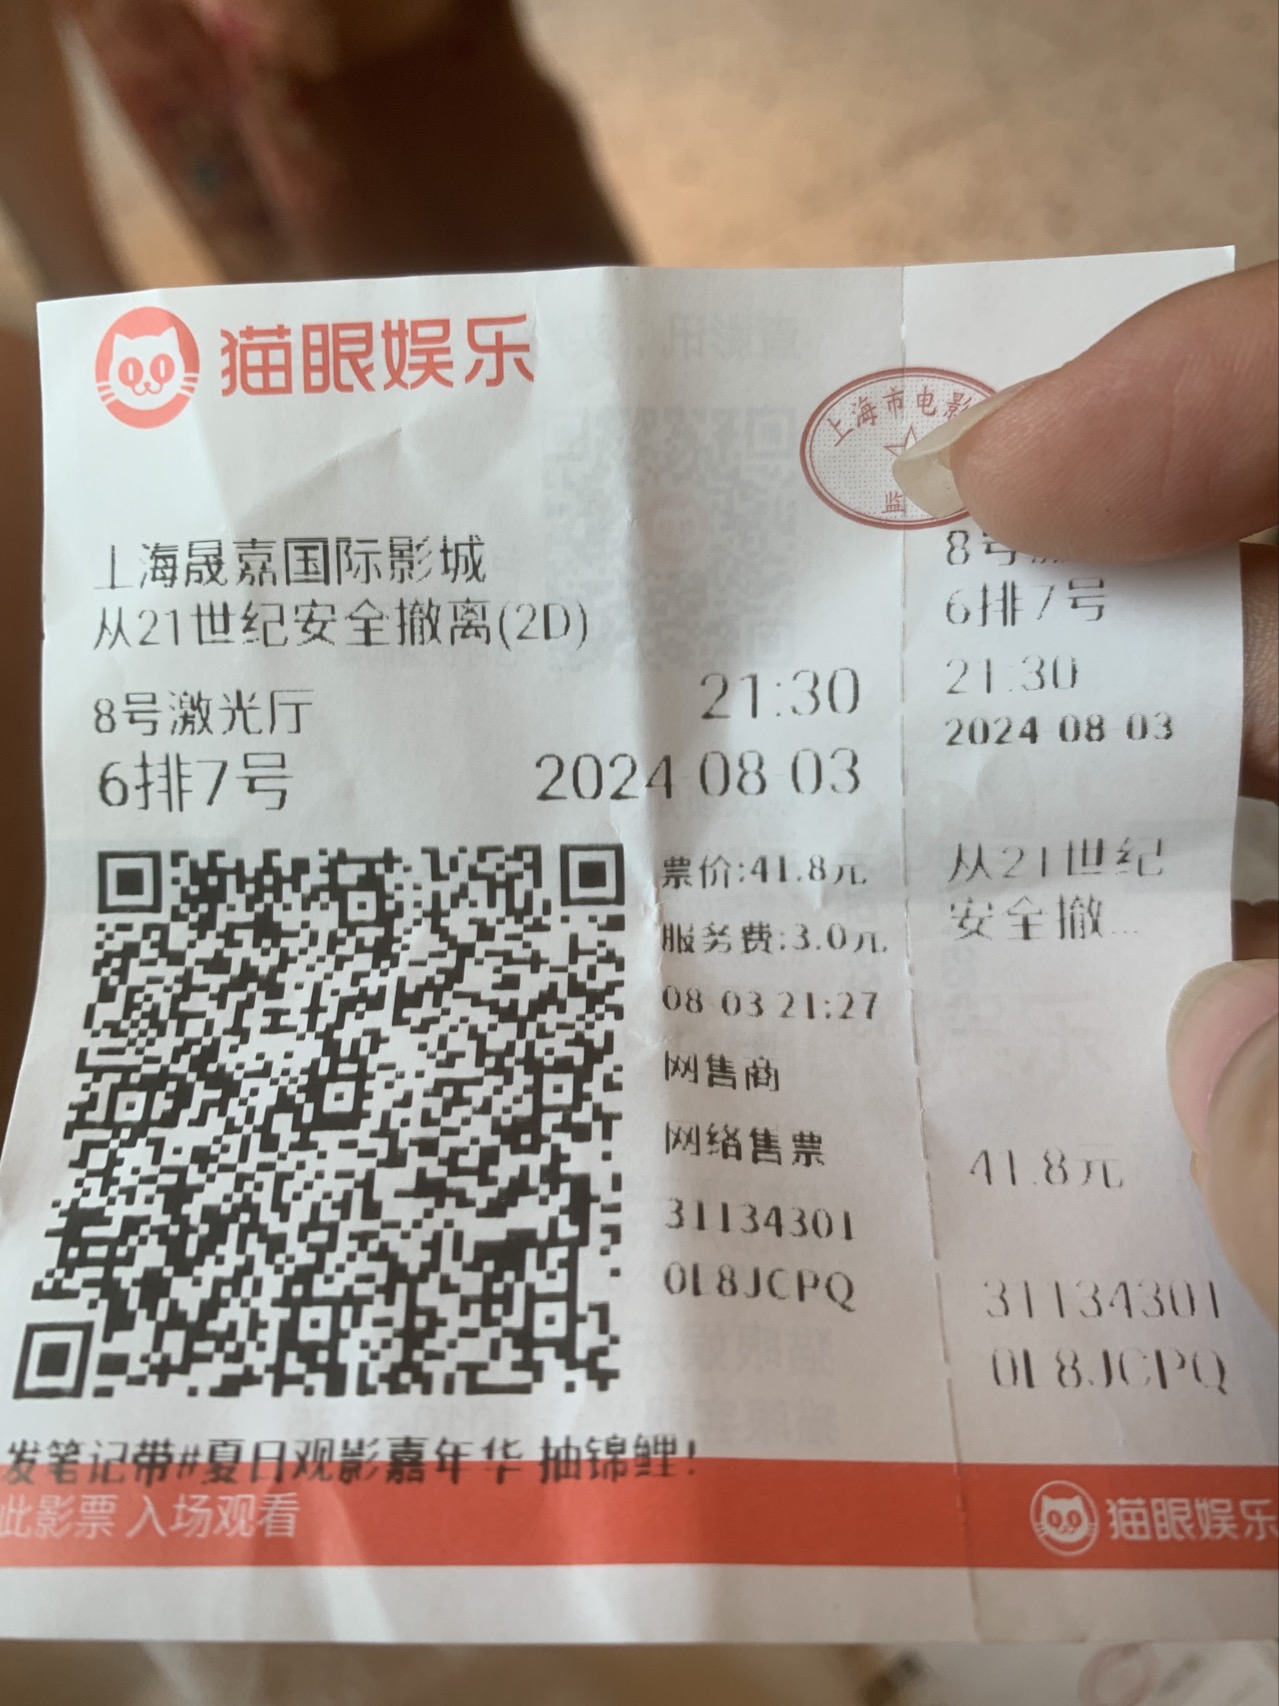 猫眼娱乐
上海市电影
监
上海晟嘉国际影城
从21世纪安全撤离(2D)
8号激光厅
21:30
6排7号
2024 08 03
票价:41.8元
服务费:3.0元
08 03 21:27
网售商
网络售票
31134301
0L8JCPQ
8号
6排7号
21:30
2024 08 03
从21世纪
安全撤...
41.8元
31134301
0L8JCPQ
发笔记带#夏日观影嘉年华 抽锦鲤!
此影票 入场观看
猫眼娱乐